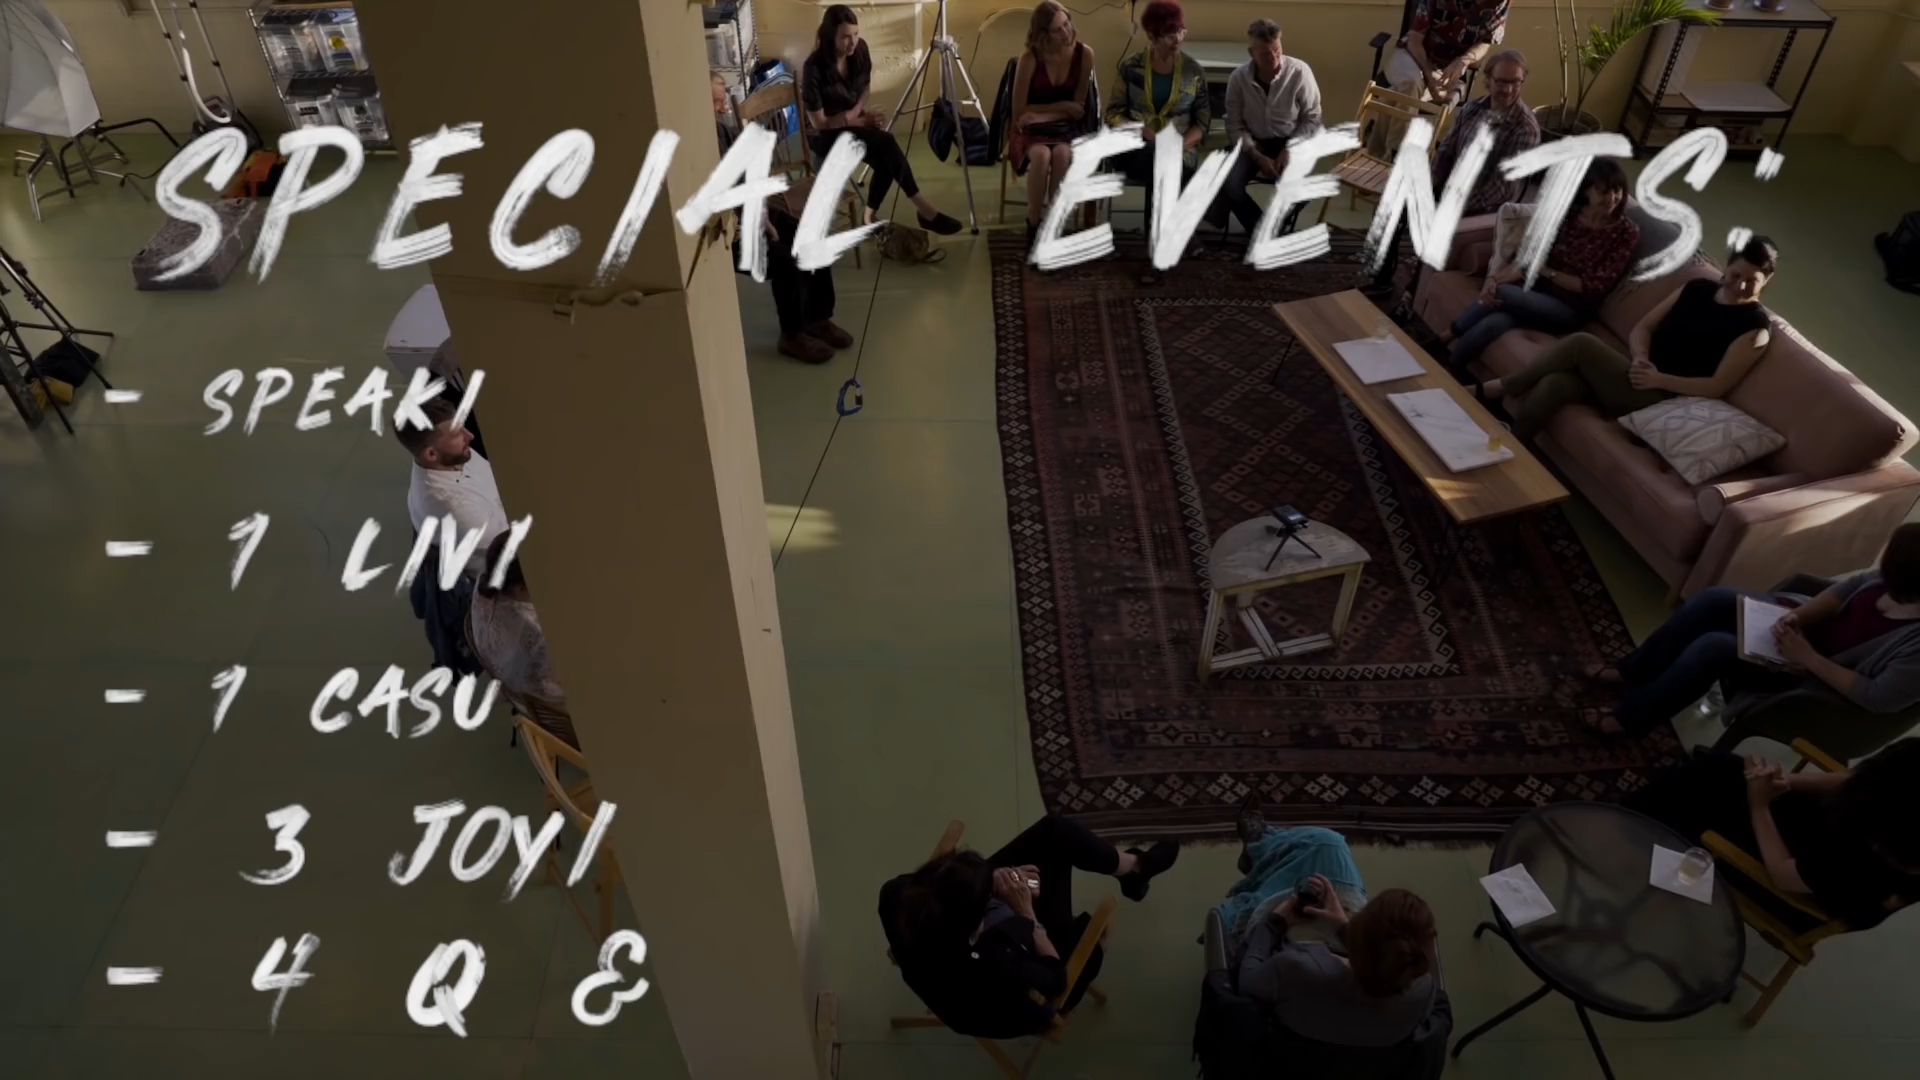 SPECIAL EVENTS:
- SPEAKI
- 1 LIVI
- 1 CASU
- 3 JOYI
- 4 Q &